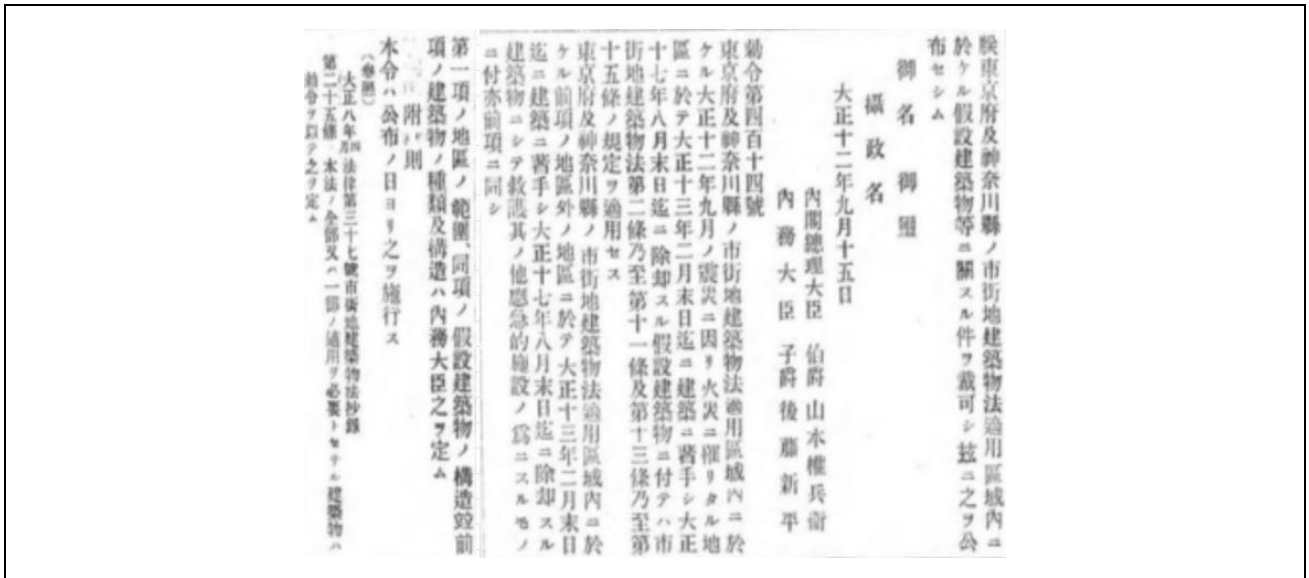 朕東京府及神奈川縣ノ市街地建築物法適用區域內ニ
於ケル假設建築物等ニ關スル件ヲ裁可シ玆ニ之ヲ公
布セシム
御名御璽
攝政名
大正十二年九月十五日
內閣總理大臣 伯爵 山本權兵衞
內務大臣 子爵 後藤新平
勅令第四百十四號
東京府及神奈川縣ノ市街地建築物法適用區域內ニ於
ケル大正十二年九月ノ震災ニ因リ火災ニ罹リタル地
區ニ於テ大正十三年二月末日迄ニ建築ニ著手シ大正
十七年八月末日迄ニ除却スル假設建築物ニ付テハ市
街地建築物法第二條乃至第十一條及第十三條乃至第
十五條ノ規定ヲ適用セス
東京府及神奈川縣ノ市街地建築物法適用區域內ニ於
ケル前項ノ地區外ノ地區ニ於テ大正十三年二月末日
迄ニ建築ニ著手シ大正十七年八月末日迄ニ除却スル
建築物ニシテ救護其ノ他應急的施設ノ爲ニスルモノ
ニ付亦前項ニ同シ
第一項ノ地區ノ範圍、同項ノ假設建築物ノ構造竝前
項ノ建築物ノ種類及構造ハ內務大臣之ヲ定ム
附則
本令ハ公布ノ日ヨリ之ヲ施行ス
(參照)
大正八年四月法律第三十七號市街地建築物法抄錄
第二十五條 本法ノ全部又ハ一部ノ適用ヲ必要トセサル建築物ハ
勅令ヲ以テ之ヲ定ム